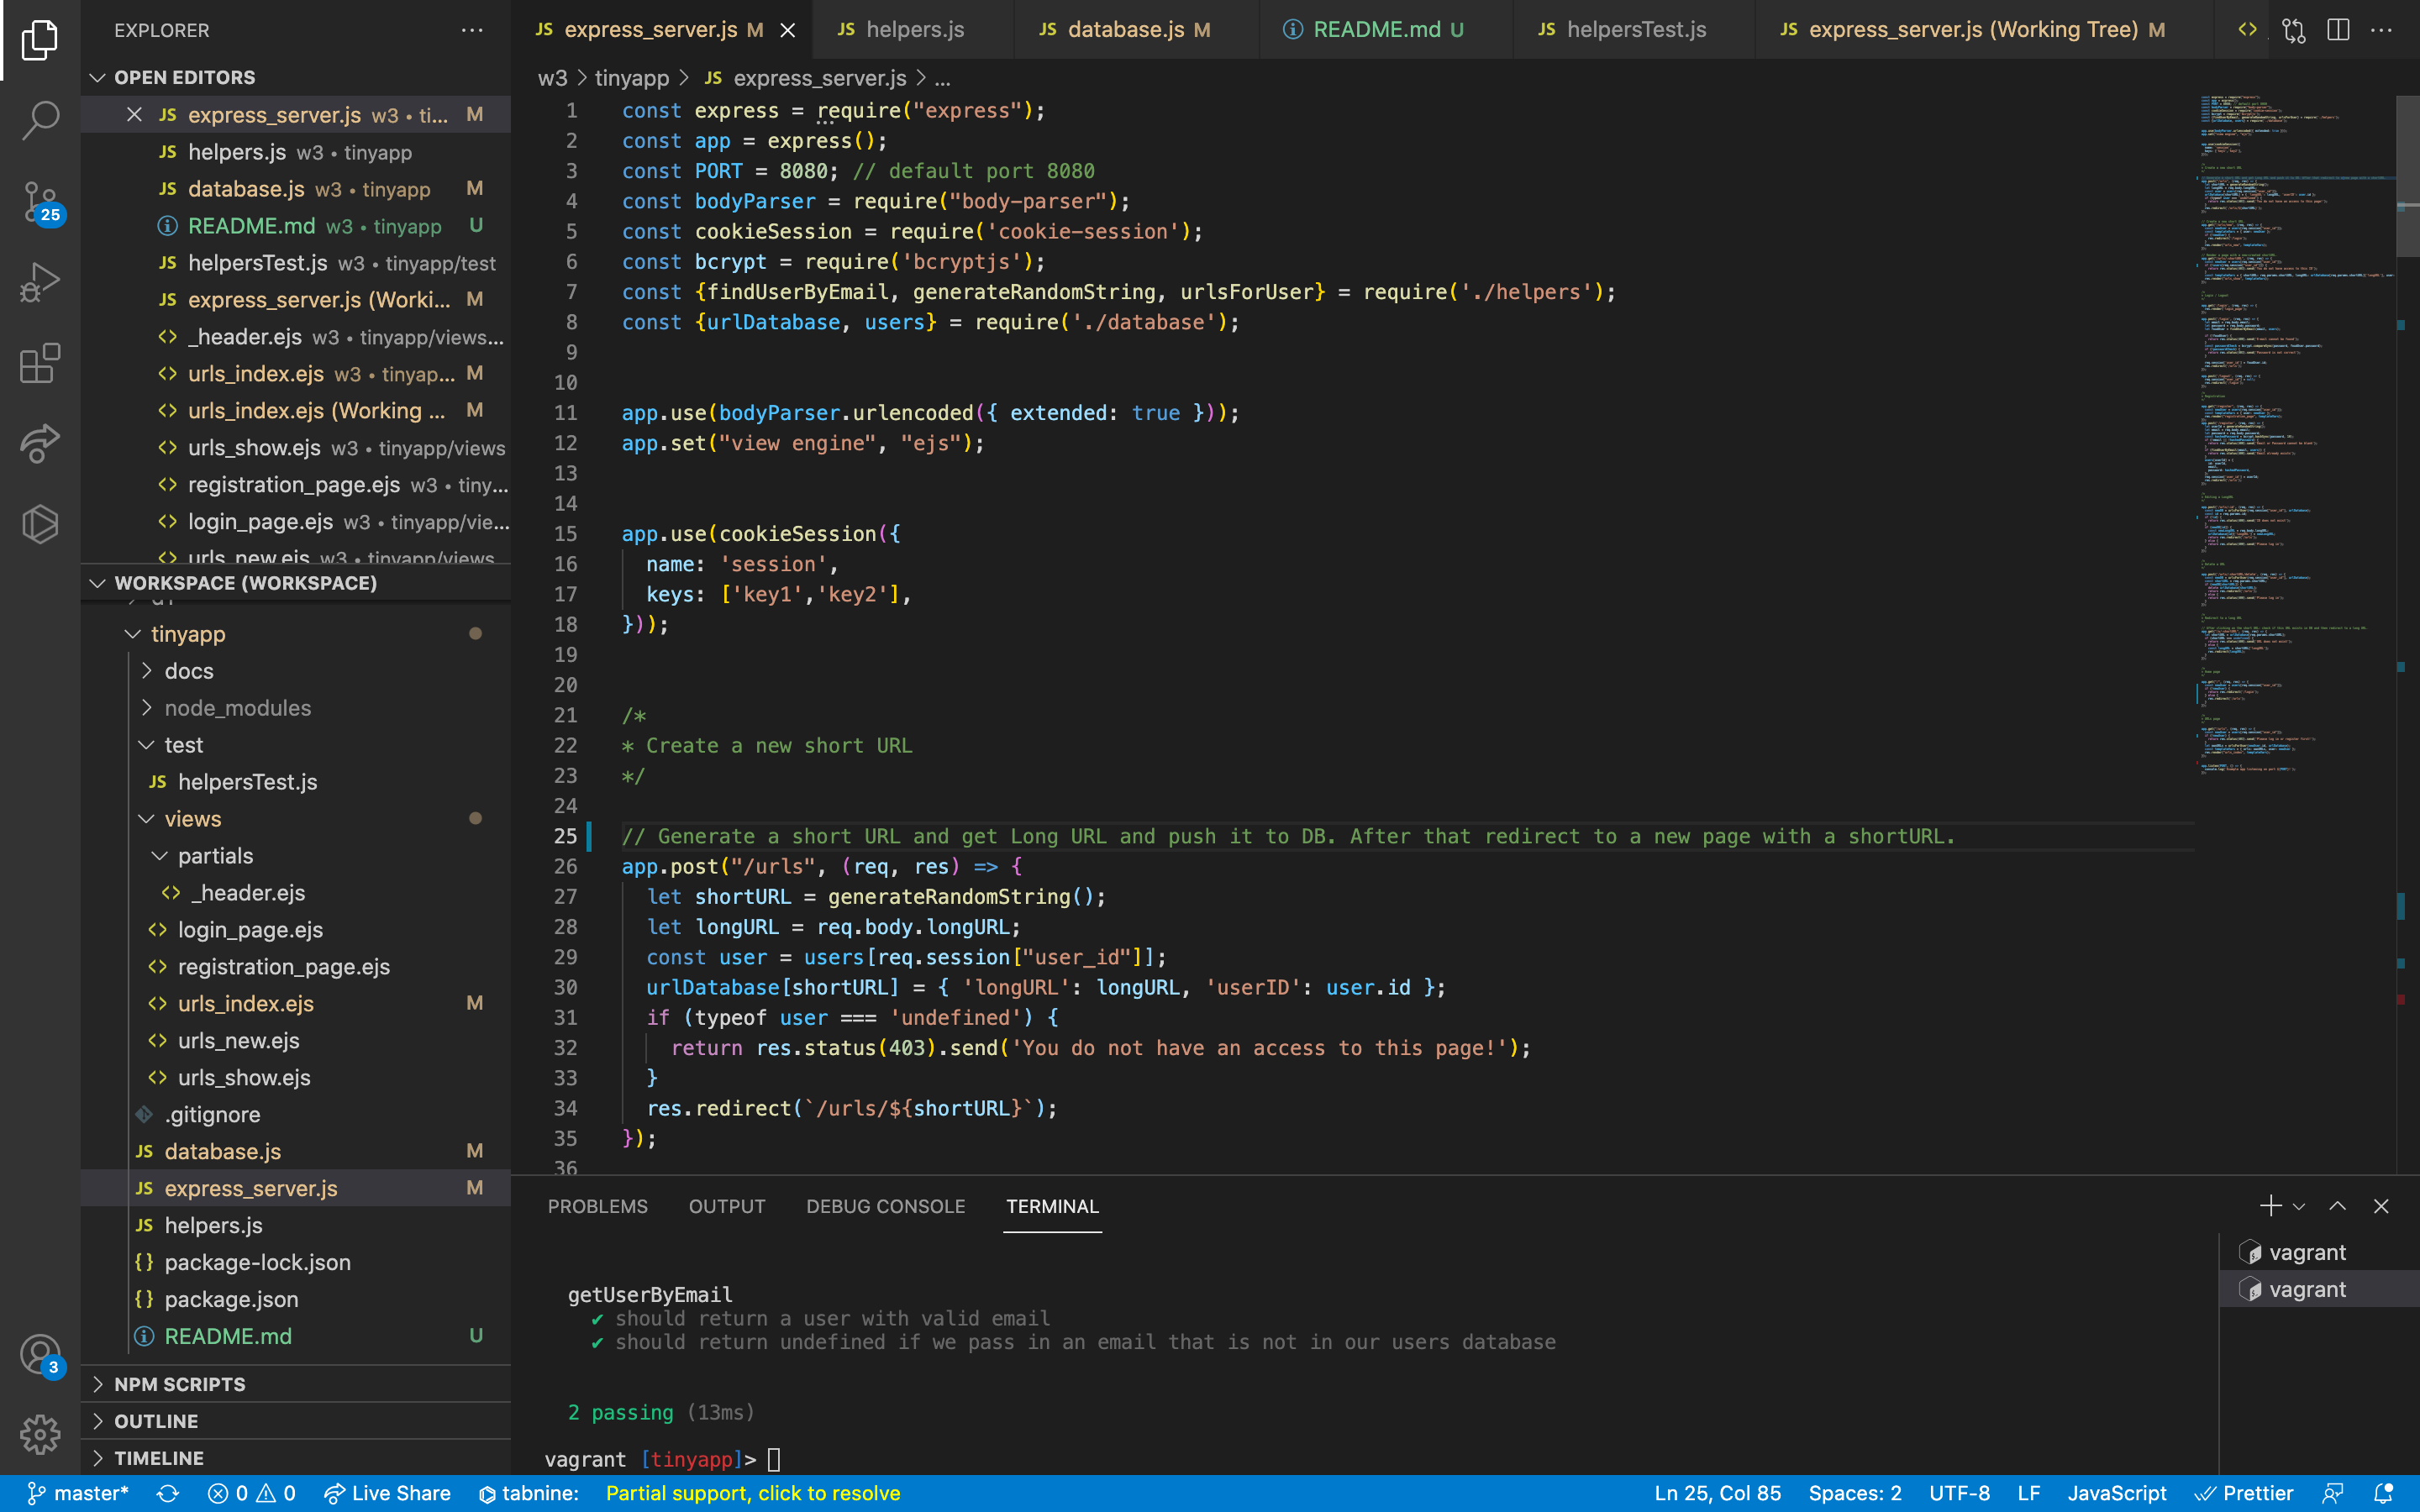 EXPLORER
OPEN EDITORS
express_server.js w3 • ti... M
helpers.js w3 • tinyapp
database.js w3 • tinyapp M
README.md w3 • tinyapp U
helpersTest.js w3 • tinyapp/test
express_server.js (Worki... M
_header.ejs w3 • tinyapp/views...
urls_index.ejs w3 • tinyap... M
urls_index.ejs (Working ... M
urls_show.ejs w3 • tinyapp/views
registration_page.ejs w3 • tiny...
login_page.ejs w3 • tinyapp/vie...
urls_new.ejs w3 • tinyapp/views
WORKSPACE (WORKSPACE)
tinyapp
docs
node_modules
test
JS helpersTest.js
views
partials
<> _header.ejs
<> login_page.ejs
<> registration_page.ejs
<> urls_index.ejs M
<> urls_new.ejs
<> urls_show.ejs
.gitignore
JS database.js M
JS express_server.js M
JS helpers.js
{} package-lock.json
{} package.json
README.md U
NPM SCRIPTS
OUTLINE
TIMELINE
25
3
JS express_server.js M
JS helpers.js
JS database.js M
README.md U
JS helpersTest.js
JS express_server.js (Working Tree) M
w3 > tinyapp > JS express_server.js > ...
1 const express = require("express");
2 const app = express();
3 const PORT = 8080; // default port 8080
4 const bodyParser = require("body-parser");
5 const cookieSession = require('cookie-session');
6 const bcrypt = require('bcryptjs');
7 const {findUserByEmail, generateRandomString, urlsForUser} = require('./helpers');
8 const {urlDatabase, users} = require('./database');
9
10
11 app.use(bodyParser.urlencoded({ extended: true }));
12 app.set("view engine", "ejs");
13
14
15 app.use(cookieSession({
16 name: 'session',
17 keys: ['key1','key2'],
18 }));
19
20
21 /*
22 * Create a new short URL
23 */
24
25 // Generate a short URL and get Long URL and push it to DB. After that redirect to a new page with a shortURL.
26 app.post("/urls", (req, res) => {
27 let shortURL = generateRandomString();
28 let longURL = req.body.longURL;
29 const user = users[req.session["user_id"]];
30 urlDatabase[shortURL] = { 'longURL': longURL, 'userID': user.id };
31 if (typeof user === 'undefined') {
32 return res.status(403).send('You do not have an access to this page!');
33 }
34 res.redirect(`/urls/${shortURL}`);
35 });
36
PROBLEMS OUTPUT DEBUG CONSOLE TERMINAL
getUserByEmail
✔ should return a user with valid email
✔ should return undefined if we pass in an email that is not in our users database
2 passing (13ms)
vagrant [tinyapp]>
vagrant
vagrant
master* 0 0 Live Share tabnine: Partial support, click to resolve
Ln 25, Col 85 Spaces: 2 UTF-8 LF JavaScript Prettier